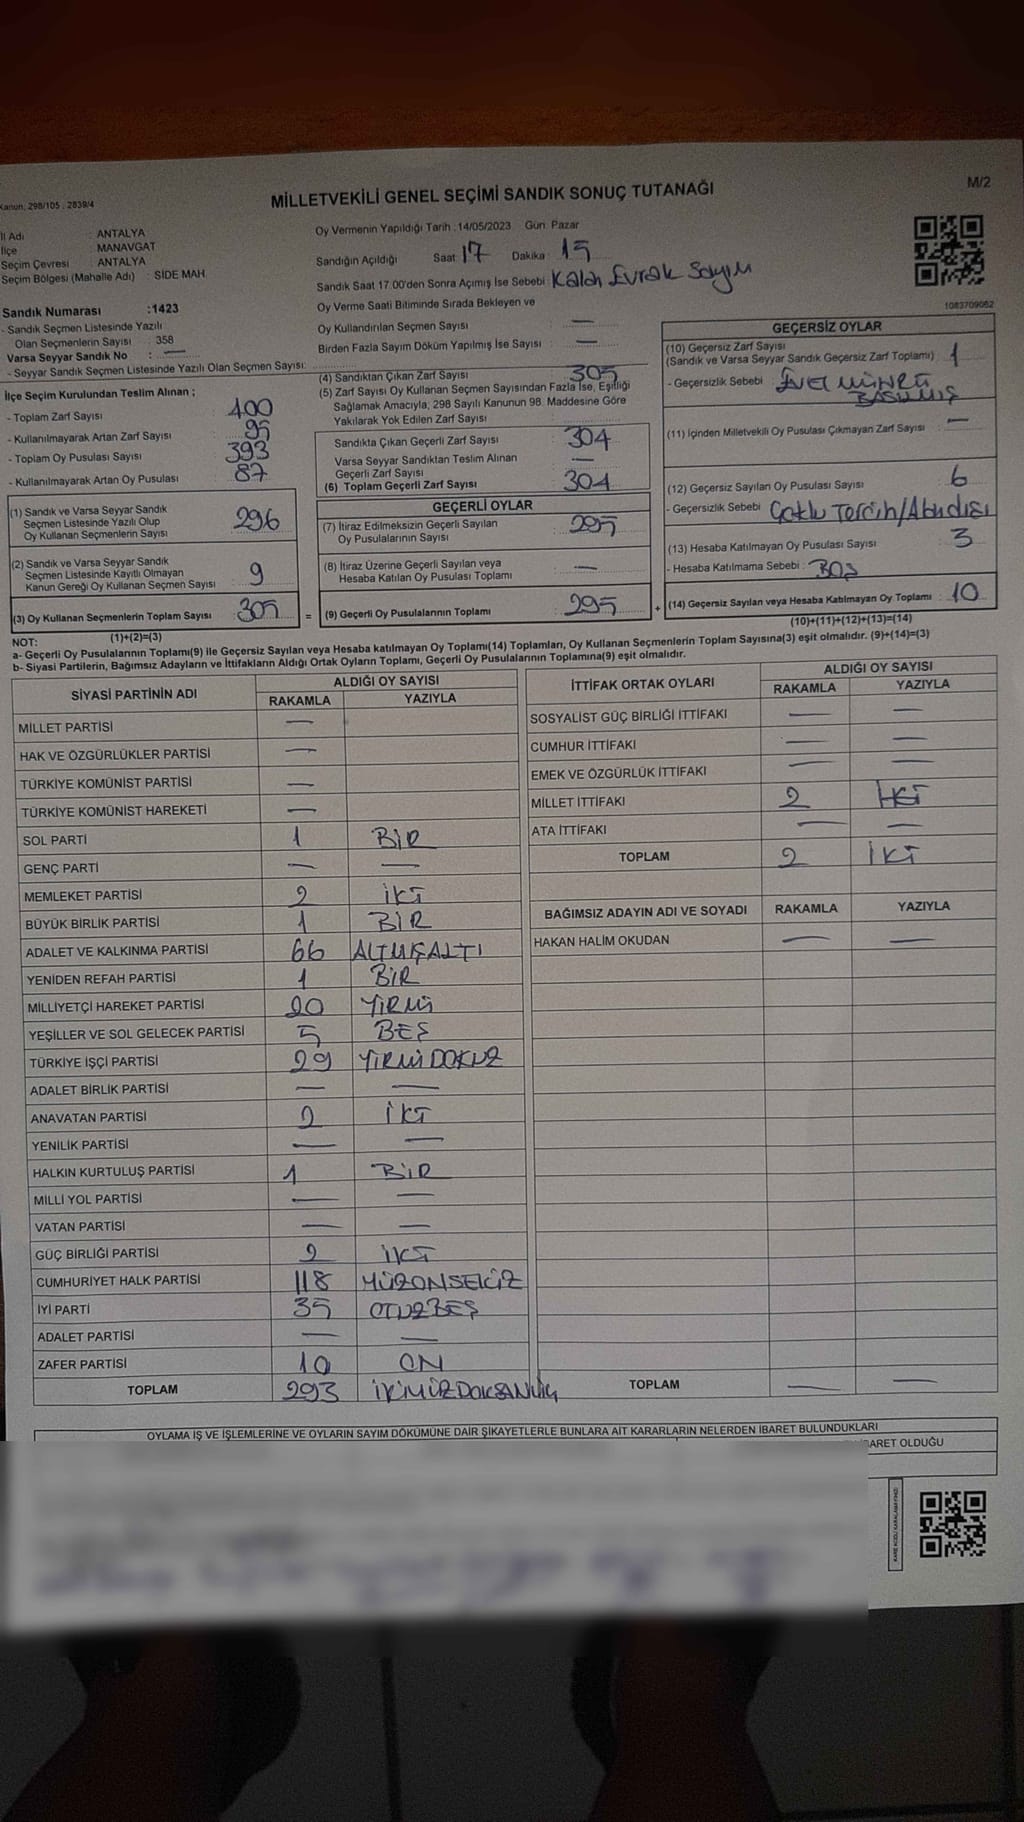 MİLLETVEKİLİ GENEL SEÇİMİ SANDIK SONUÇ TUTANAĞI
M/2
Kanun: 298/105 , 2839/4
İl Adı : ANTALYA
İlçe : MANAVGAT
Seçim Çevresi : ANTALYA
Seçim Bölgesi (Mahalle Adı) : SİDE MAH.
Sandık Numarası :1423
- Sandık Seçmen Listesinde Yazılı
Olan Seçmenlerin Sayısı : 358
Varsa Seyyar Sandık No : —
- Seyyar Sandık Seçmen Listesinde Yazılı Olan Seçmen Sayısı:
İlçe Seçim Kurulundan Teslim Alınan ;
- Toplam Zarf Sayısı 400
- Kullanılmayarak Artan Zarf Sayısı 95
- Toplam Oy Pusulası Sayısı 393
- Kullanılmayarak Artan Oy Pusulası 87
(1) Sandık ve Varsa Seyyar Sandık
Seçmen Listesinde Yazılı Olup
Oy Kullanan Seçmenlerin Sayısı 296
(2) Sandık ve Varsa Seyyar Sandık
Seçmen Listesinde Kayıtlı Olmayan
Kanun Gereği Oy Kullanan Seçmen Sayısı 9
(3) Oy Kullanan Seçmenlerin Toplam Sayısı 305 =
(1)+(2)=(3)
Oy Vermenin Yapıldığı Tarih :14/05/2023 Gün: Pazar
Sandığın Açıldığı Saat 17 Dakika : 15
Sandık Saat 17.00'den Sonra Açımış İse Sebebi: Kalan Evrak Sayım
Oy Verme Saati Bitiminde Sırada Bekleyen ve
Oy Kullandırılan Seçmen Sayısı —
Birden Fazla Sayım Döküm Yapılmış İse Sayısı : —
(4) Sandıktan Çıkan Zarf Sayısı 305
(5) Zarf Sayısı Oy Kullanan Seçmen Sayısından Fazla İse, Eşitliği
Sağlamak Amacıyla, 298 Sayılı Kanunun 98. Maddesine Göre
Yakılarak Yok Edilen Zarf Sayısı
Sandıkta Çıkan Geçerli Zarf Sayısı 304
Varsa Seyyar Sandıktan Teslim Alınan
Geçerli Zarf Sayısı —
(6) Toplam Geçerli Zarf Sayısı 304
GEÇERLİ OYLAR
(7) İtiraz Edilmeksizin Geçerli Sayılan
Oy Pusulalarının Sayısı 295
(8) İtiraz Üzerine Geçerli Sayılan veya
Hesaba Katılan Oy Pusulası Toplamı —
(9) Geçerli Oy Pusulalarının Toplamı 295 +
1083709062
GEÇERSİZ OYLAR
(10) Geçersiz Zarf Sayısı
(Sandık ve Varsa Seyyar Sandık Geçersiz Zarf Toplamı) 1
- Geçersizlik Sebebi : EVET MÜHRÜ
BASILMIŞ
(11) İçinden Milletvekili Oy Pusulası Çıkmayan Zarf Sayısı —
(12) Geçersiz Sayılan Oy Pusulası Sayısı 6
- Geçersizlik Sebebi Çoklu Tercih/
(13) Hesaba Katılmayan Oy Pusulası Sayısı 3
- Hesaba Katılmama Sebebi : BOŞ
(14) Geçersiz Sayılan veya Hesaba Katılmayan Oy Toplamı 10
(10)+(11)+(12)+(13)=(14)
NOT:
a- Geçerli Oy Pusulalarının Toplamı(9) ile Geçersiz Sayılan veya Hesaba katılmayan Oy Toplamı(14) Toplamları, Oy Kullanan Seçmenlerin Toplam Sayısına(3) eşit olmalıdır. (9)+(14)=(3)
b- Siyasi Partilerin, Bağımsız Adayların ve İttifakların Aldığı Ortak Oyların Toplamı, Geçerli Oy Pusulalarının Toplamına(9) eşit olmalıdır.
SİYASİ PARTİNİN ADI ALDIĞI OY SAYISI
RAKAMLA YAZIYLA
MİLLET PARTİSİ —
HAK VE ÖZGÜRLÜKLER PARTİSİ —
TÜRKİYE KOMÜNİST PARTİSİ —
TÜRKİYE KOMÜNİST HAREKETİ —
SOL PARTİ 1 BİR
GENÇ PARTİ — —
MEMLEKET PARTİSİ 2 İKİ
BÜYÜK BİRLİK PARTİSİ 1 BİR
ADALET VE KALKINMA PARTİSİ 66 ALTMIŞALTI
YENİDEN REFAH PARTİSİ 1 BİR
MİLLİYETÇİ HAREKET PARTİSİ 20 YİRMİ
YEŞİLLER VE SOL GELECEK PARTİSİ 5 BEŞ
TÜRKİYE İŞÇİ PARTİSİ 29 YİRMİDOKUZ
ADALET BİRLİK PARTİSİ — —
ANAVATAN PARTİSİ 2 İKİ
YENİLİK PARTİSİ — —
HALKIN KURTULUŞ PARTİSİ 1 BİR
MİLLİ YOL PARTİSİ — —
VATAN PARTİSİ — —
GÜÇ BİRLİĞİ PARTİSİ 2 İKİ
CUMHURİYET HALK PARTİSİ 118
İYİ PARTİ 35 OTUZBEŞ
ADALET PARTİSİ — —
ZAFER PARTİSİ 10 ON
TOPLAM 293
İTTİFAK ORTAK OYLARI ALDIĞI OY SAYISI
RAKAMLA YAZIYLA
SOSYALİST GÜÇ BİRLİĞİ İTTİFAKI — —
CUMHUR İTTİFAKI — —
EMEK VE ÖZGÜRLÜK İTTİFAKI — —
MİLLET İTTİFAKI 2 İKİ
ATA İTTİFAKI — —
TOPLAM 2 İKİ
BAĞIMSIZ ADAYIN ADI VE SOYADI RAKAMLA YAZIYLA
HAKAN HALİM OKUDAN — —
TOPLAM — —
OYLAMA İŞ VE İŞLEMLERİNE VE OYLARIN SAYIM DÖKÜMÜNE DAİR ŞİKAYETLERLE BUNLARA AİT KARARLARIN NELERDEN İBARET BULUNDUKLARI
BARET OLDUĞU